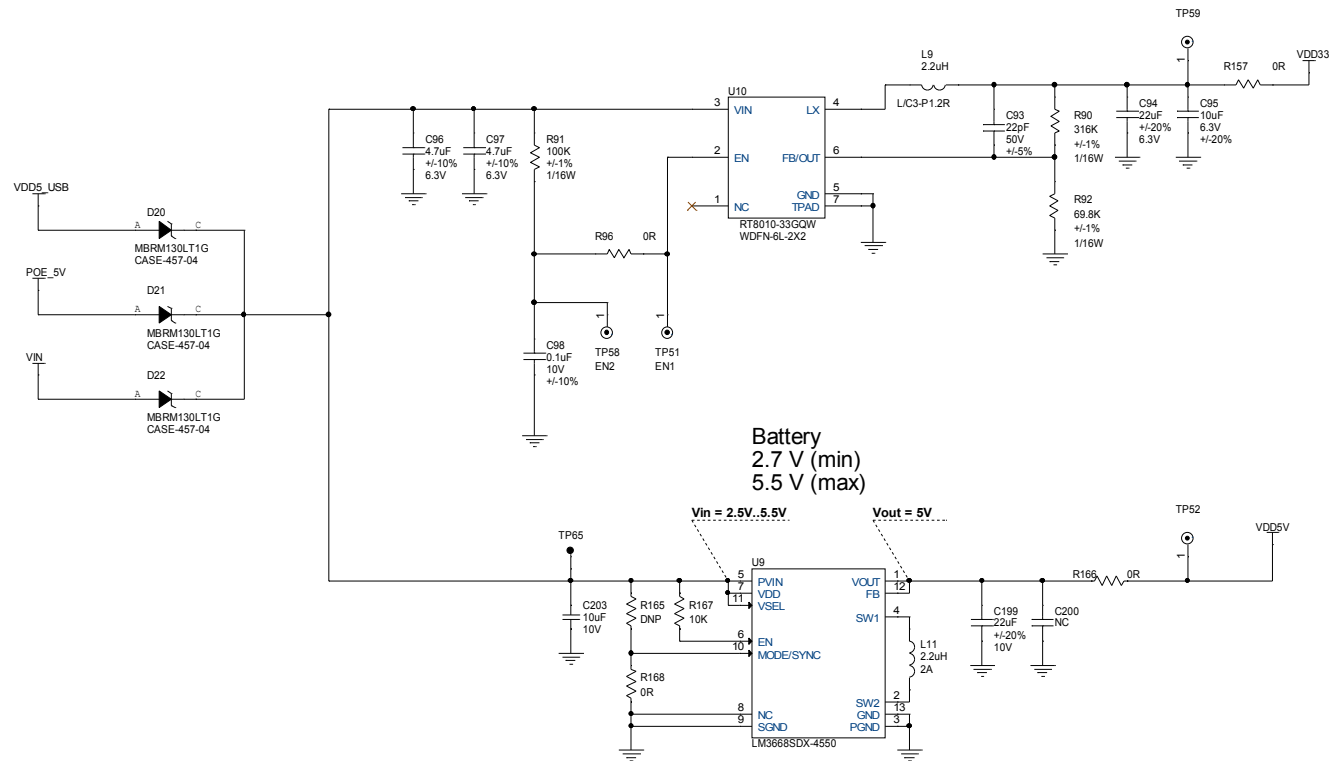 TP59
1
L9
2.2uH
L/C3-P1.2R
R157
0R
VDD33
U10
3
VIN
LX
4
2
EN
FB/OUT
6
1
NC
GND
5
TPAD
7
RT8010-33GQW
WDFN-6L-2X2
C96
4.7uF
+/-10%
6.3V
C97
4.7uF
+/-10%
6.3V
R91
100K
+/-1%
1/16W
C93
22pF
50V
+/-5%
R90
316K
+/-1%
1/16W
C94
22uF
+/-20%
6.3V
C95
10uF
6.3V
+/-20%
R92
69.8K
+/-1%
1/16W
VDD5_USB
D20
A
C
MBRM130LT1G
CASE-457-04
POE_5V
D21
A
C
MBRM130LT1G
CASE-457-04
VIN
D22
A
C
MBRM130LT1G
CASE-457-04
R96
0R
1
TP58
EN2
1
TP51
EN1
C98
0.1uF
10V
+/-10%
Battery
2.7 V (min)
5.5 V (max)
Vin = 2.5V..5.5V
Vout = 5V
TP65
TP52
1
VDD5V
R166
0R
U9
5
PVIN
7
VDD
11
VSEL
6
EN
10
MODE/SYNC
8
NC
9
SGND
VOUT
1
FB
12
SW1
4
SW2
2
GND
13
PGND
3
LM3668SDX-4550
C203
10uF
10V
R165
DNP
R167
10K
R168
0R
L11
2.2uH
2A
C199
22uF
+/-20%
10V
C200
NC